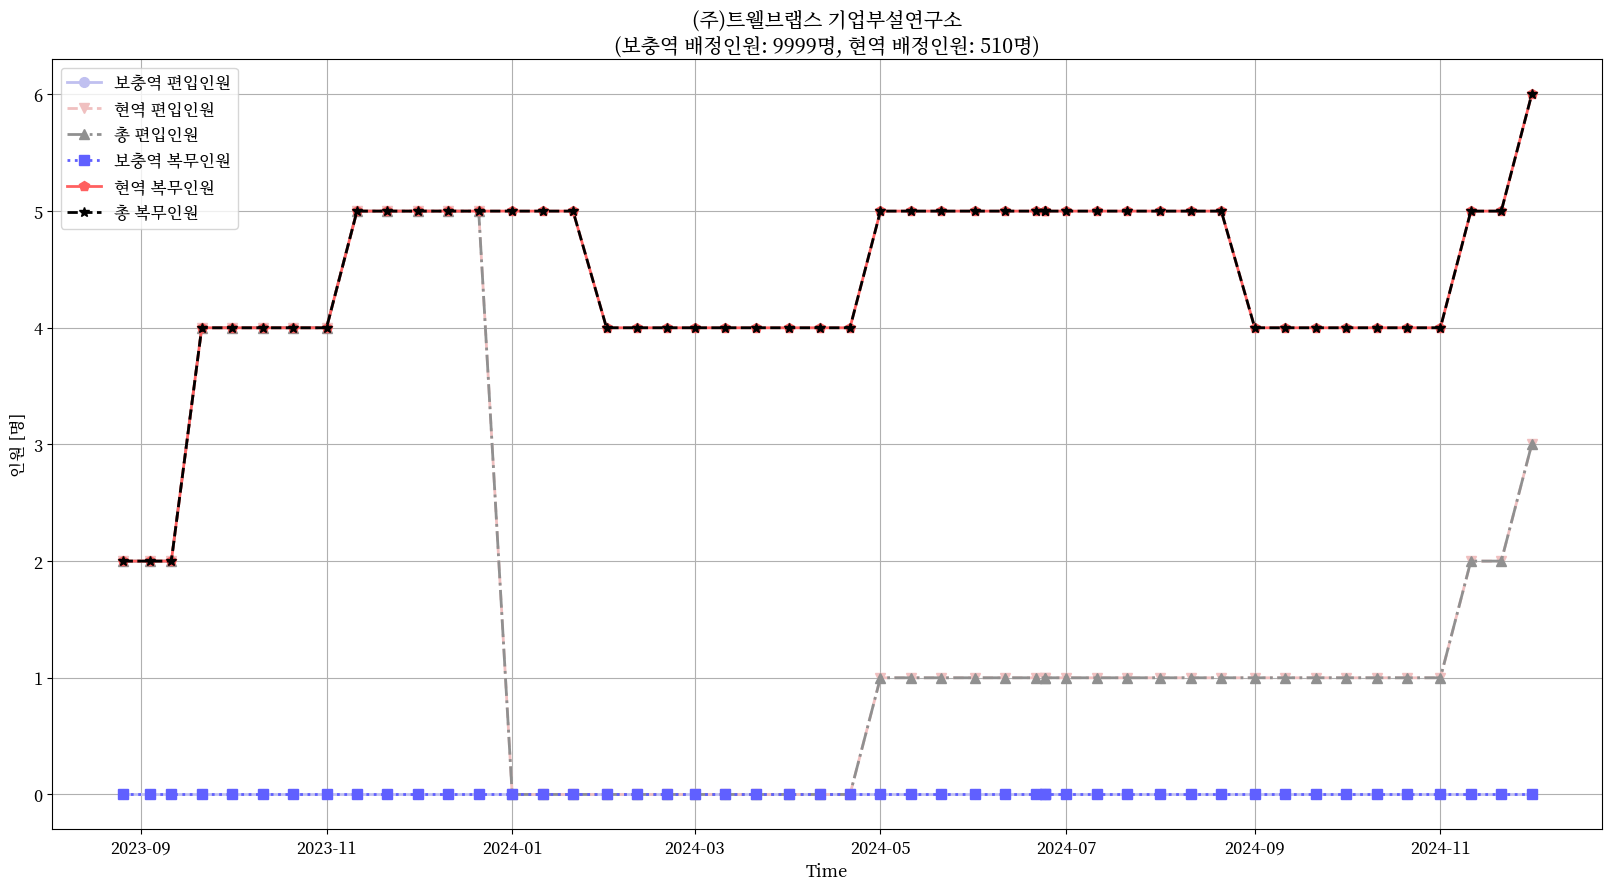 (주)트웰브랩스 기업부설연구소
(보충역 배정인원: 9999명, 현역 배정인원: 510명)
보충역 편입인원
현역 편입인원
총 편입인원
보충역 복무인원
현역 복무인원
총 복무인원
인원 [명]
6
5
4
3
2
1
0
2023-09 2023-11 2024-01 2024-03 2024-05 2024-07 2024-09 2024-11
Time